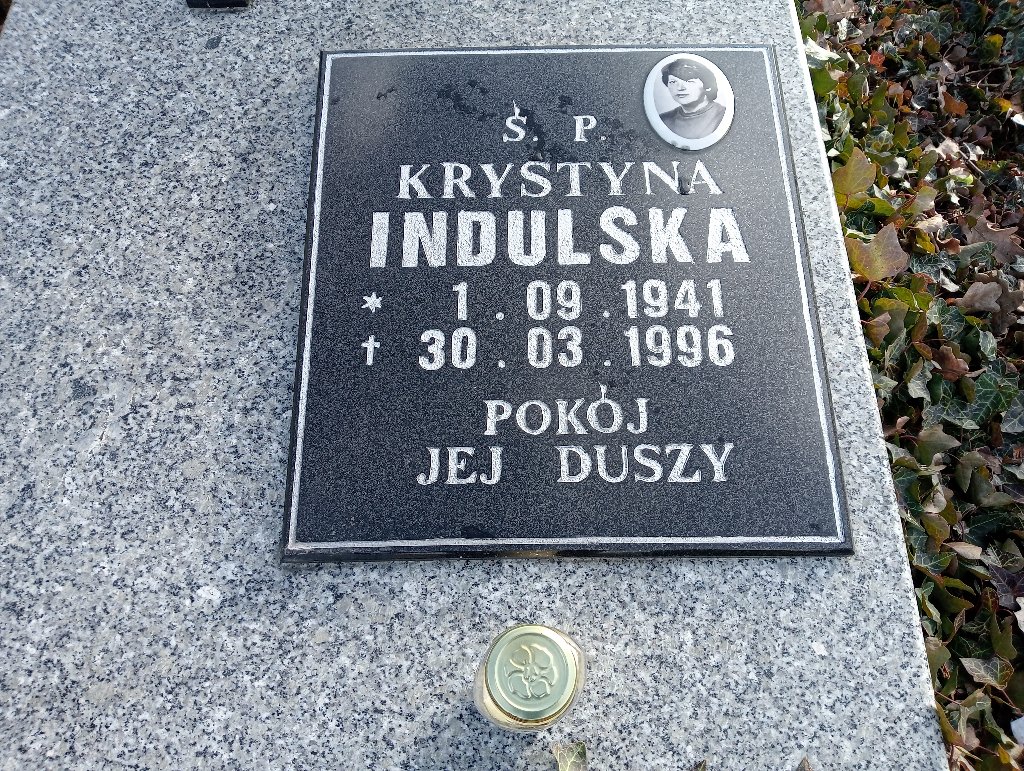 Ś. P.
KRYSTYNA
INDULSKA
* 1.09.1941
† 30.03.1996
POKÓJ
JEJ DUSZY